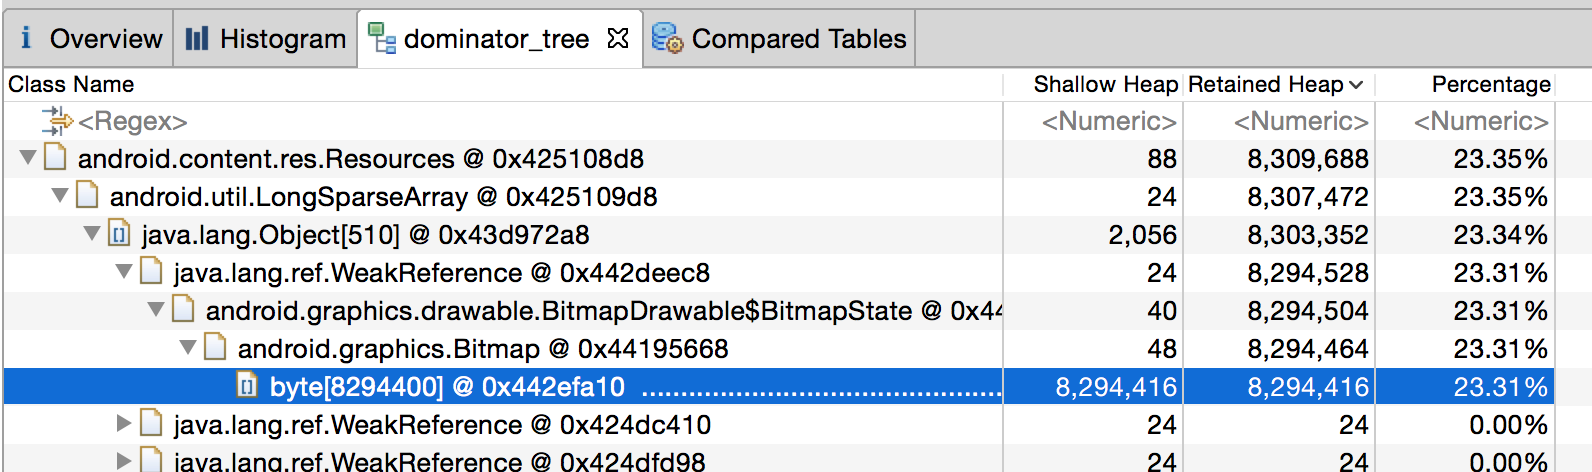 Overview Histogram dominator_tree Compared Tables
Class Name Shallow Heap Retained Heap Percentage
<Regex> <Numeric> <Numeric> <Numeric>
android.content.res.Resources @ 0x425108d8 88 8,309,688 23.35%
android.util.LongSparseArray @ 0x425109d8 24 8,307,472 23.35%
java.lang.Object[510] @ 0x43d972a8 2,056 8,303,352 23.34%
java.lang.ref.WeakReference @ 0x442deec8 24 8,294,528 23.31%
android.graphics.drawable.BitmapDrawable$BitmapState @ 0x44 40 8,294,504 23.31%
android.graphics.Bitmap @ 0x44195668 48 8,294,464 23.31%
byte[8294400] @ 0x442efa10 ............................................. 8,294,416 8,294,416 23.31%
java.lang.ref.WeakReference @ 0x424dc410 24 24 0.00%
java.lang.ref.WeakReference @ 0x424dfd98 24 24 0.00%